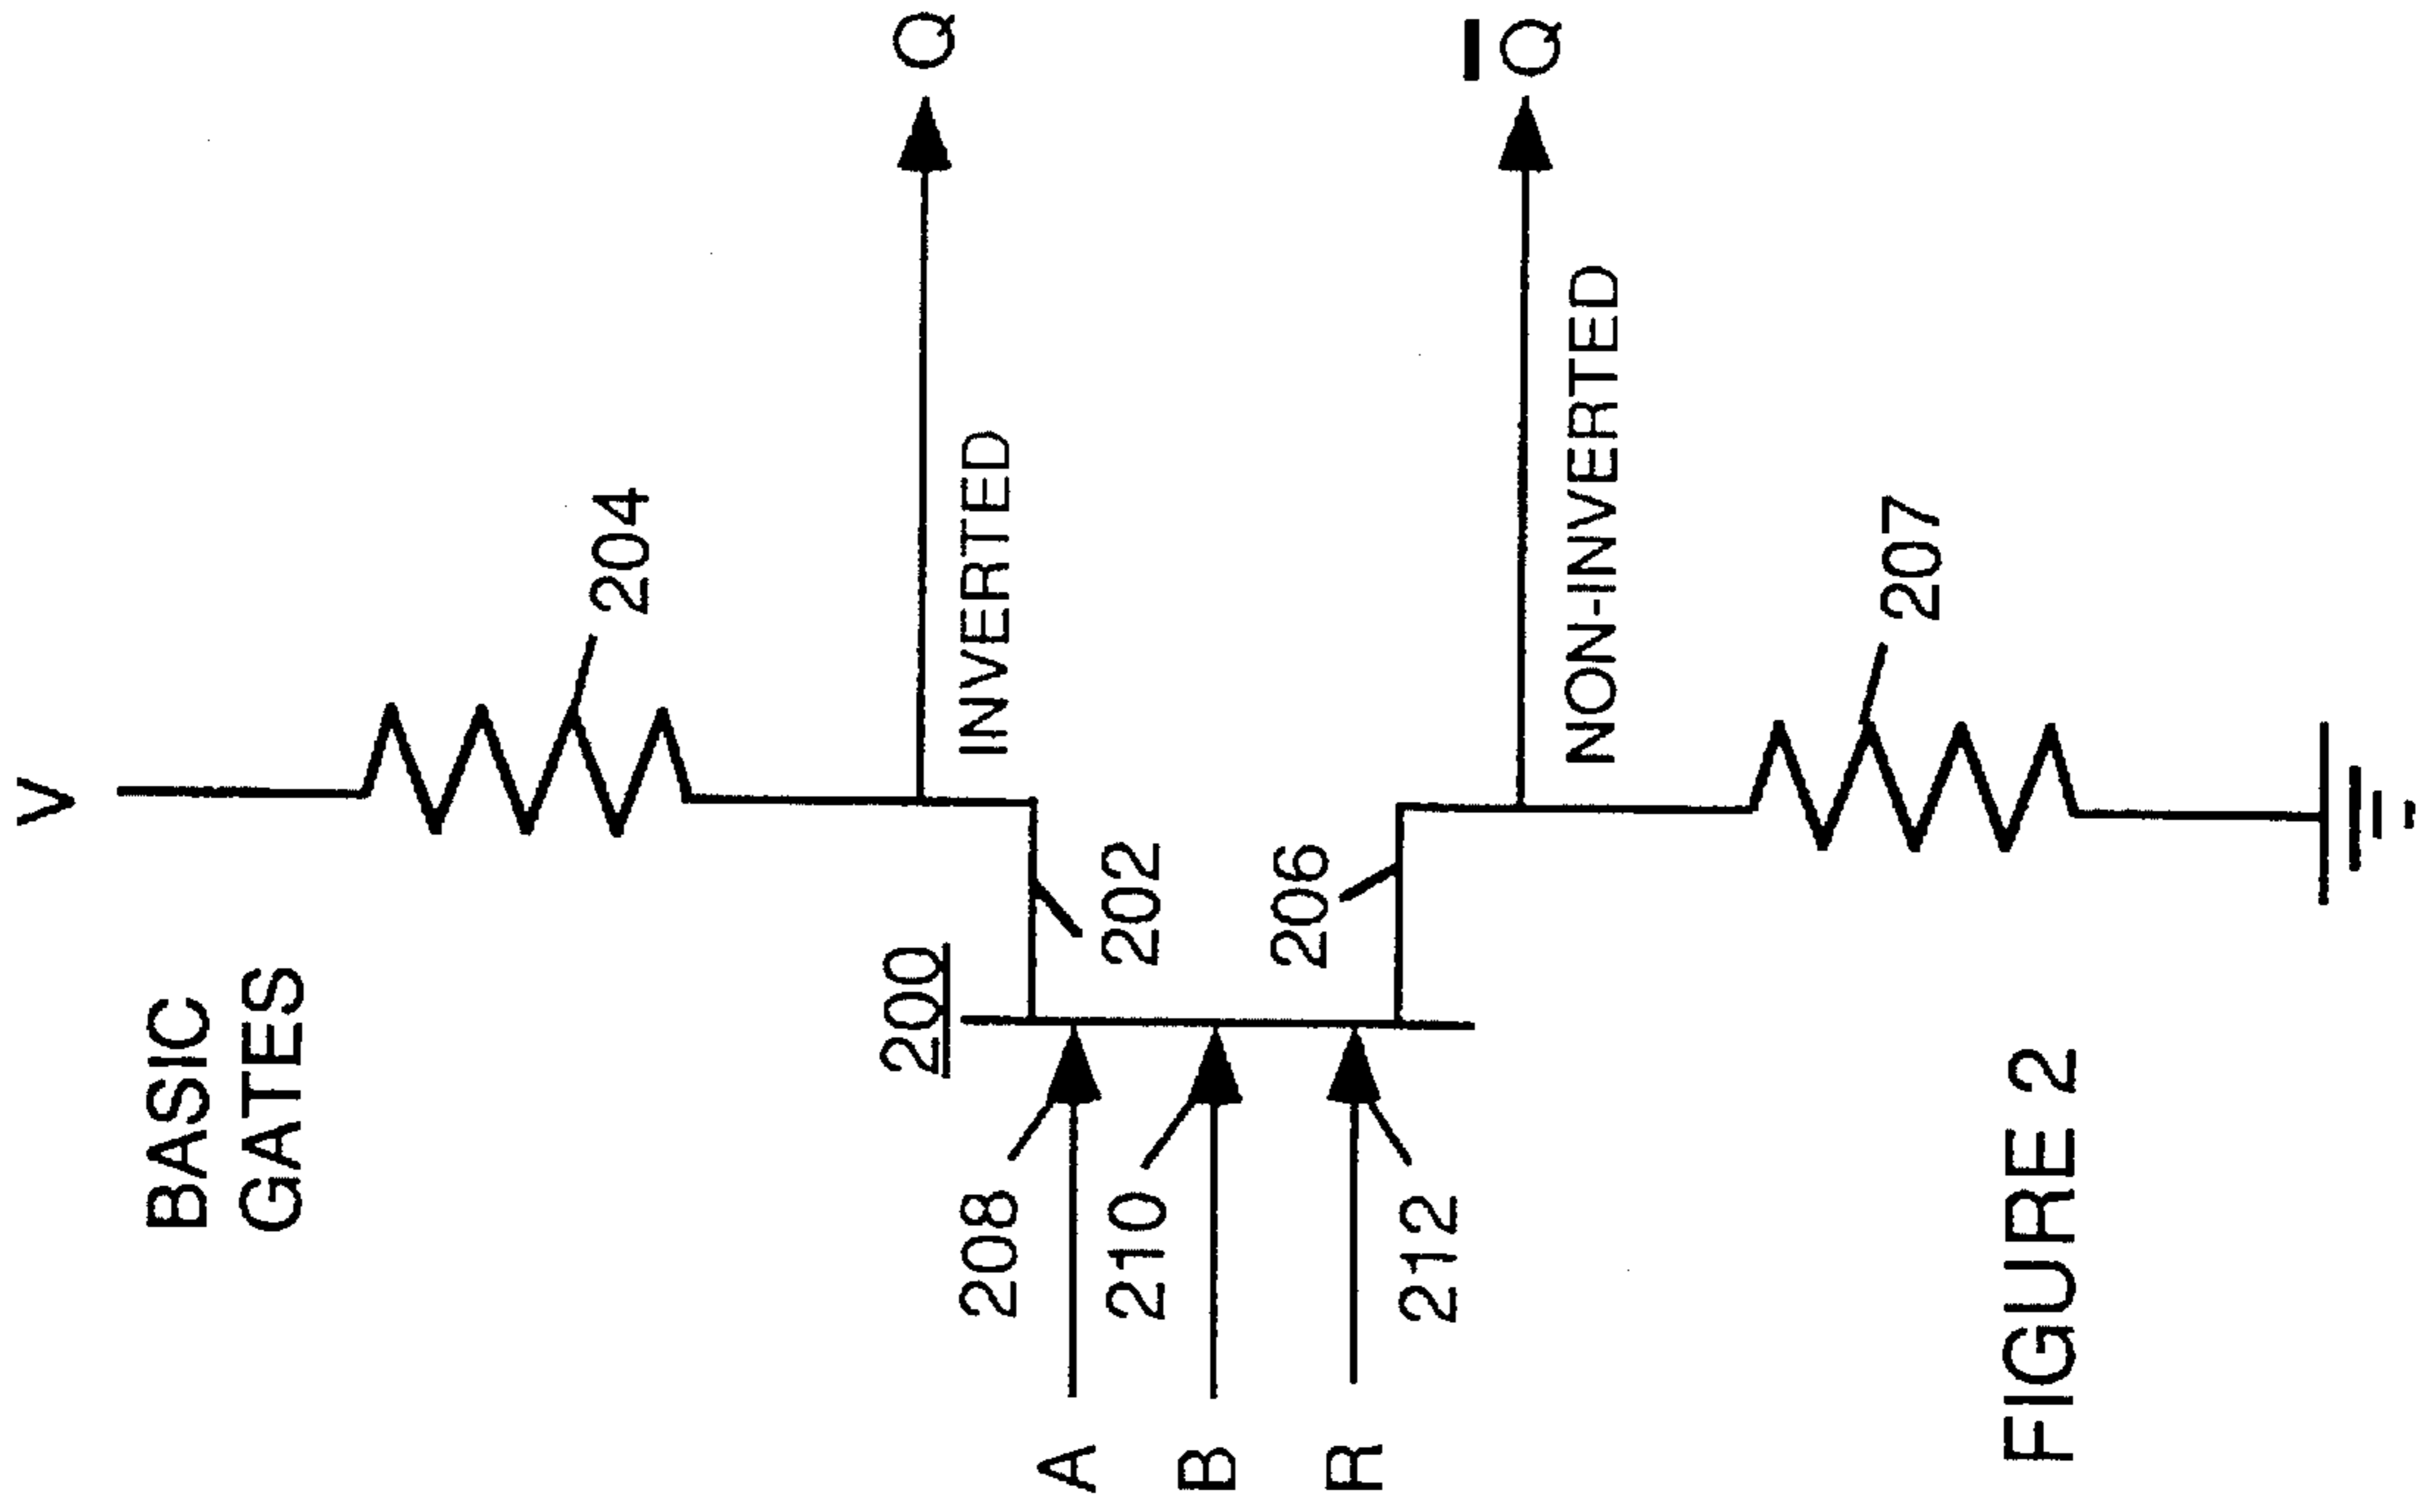 V
BASIC
GATES
204
200
Q
INVERTED
208
A
202
210
B
206
R
212
Q̅
NON-INVERTED
207
FIGURE 2